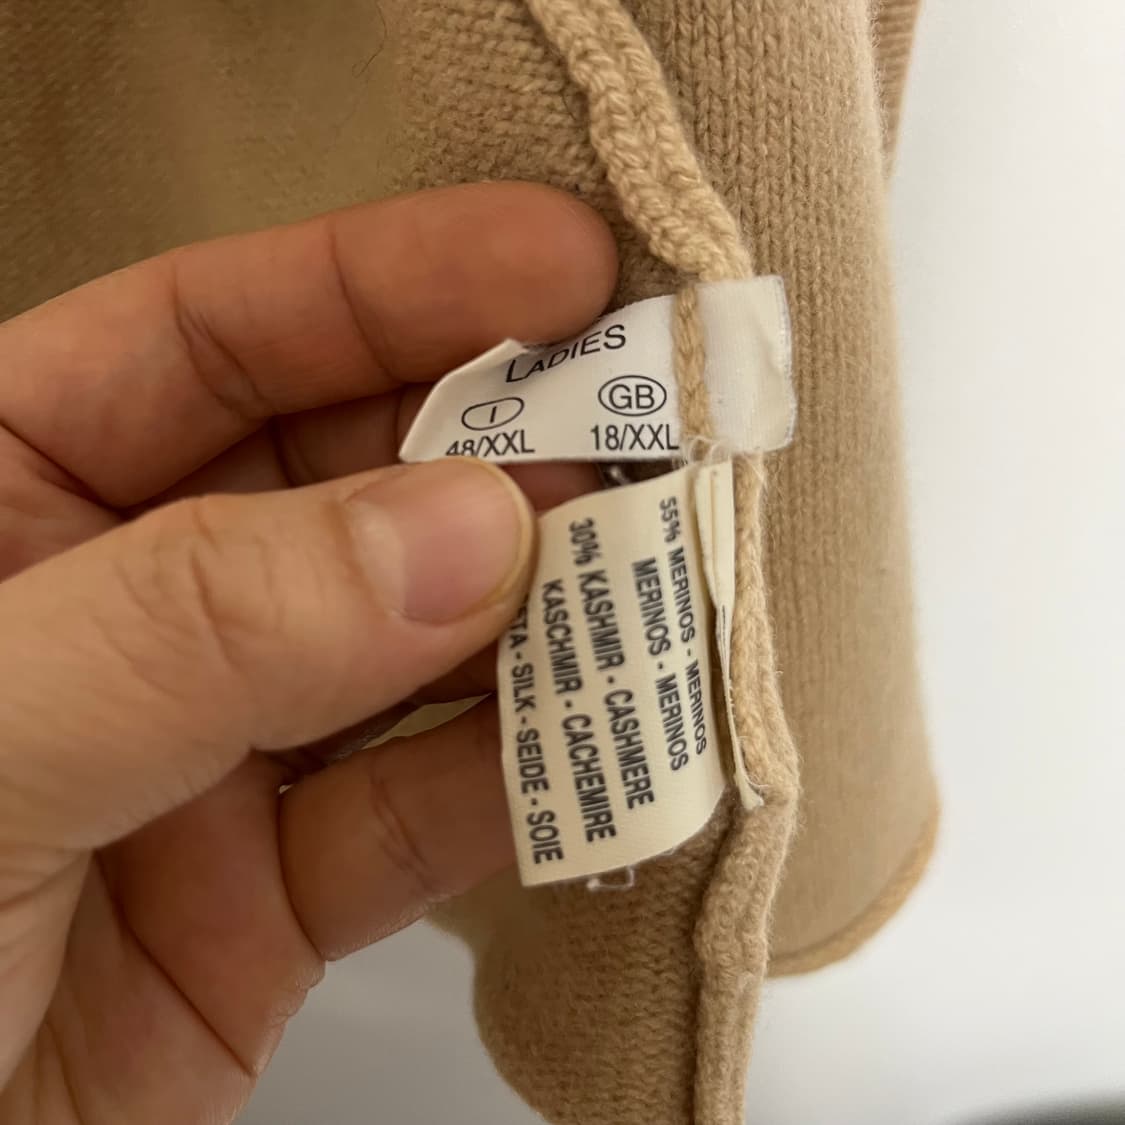 LADIES
I GB
48/XXL 18/XXL
55% MERINOS - MERINOS
MERINOS - MERINOS
30% KASHMIR - CASHMERE
KASCHMIR - CACHEMIRE
- SILK - SEIDE - SOIE